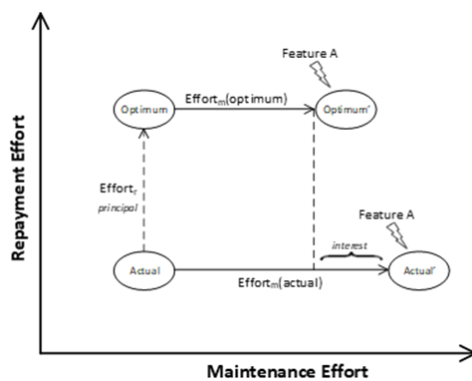 Feature A
Effortm(optimum)
Optimum
Optimum'
Effortr
principal
Feature A
interest
Actual
Actual'
Effortm(actual)
Repayment Effort
Maintenance Effort